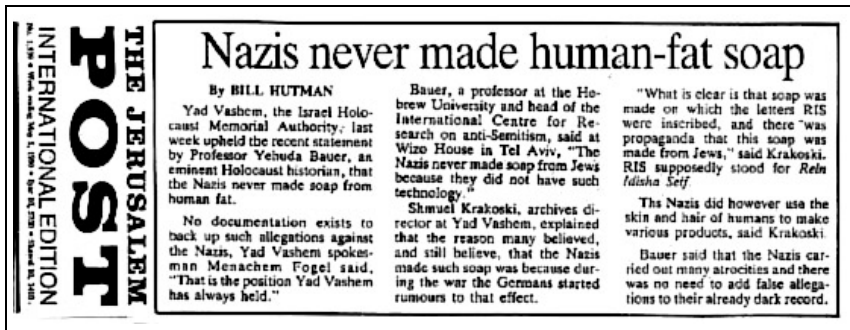 THE JERUSALEM
POST
INTERNATIONAL EDITION
Nazis never made human-fat soap
By BILL HUTMAN
Yad Vashem, the Israel Holo-
caust Memorial Authority, last
week upheld the recent statement
by Professor Yehuda Bauer, an
eminent Holocaust historian, that
the Nazis never made soap from
human fat.
No documentation exists to
back up such allegations against
the Nazis, Yad Vashem spokes-
man Menachem Fogel said,
"That is the position Yad Vashem
has always held."
Bauer, a professor at the He-
brew University and head of the
International Centre for Re-
search on anti-Semitism, said at
Wizo House in Tel Aviv, "The
Nazis never made soap from Jews
because they did not have such
technology."
Shmuel Krakoski, archives di-
rector at Yad Vashem, explained
that the reason many believed,
and still believe, that the Nazis
made such soap was because dur-
ing the war the Germans started
rumours to that effect.
"What is clear is that soap was
made on which the letters RIS
were inscribed, and there was
propaganda that this soap was
made from Jews," said Krakoski.
RIS supposedly stood for Rein
Idisha Seif.
Ths Nazis did however use the
skin and hair of humans to make
various products, said Krakoski.
Bauer said that the Nazis car-
ried out many atrocities and there
was no need to add false allega-
tions to their already dark record.